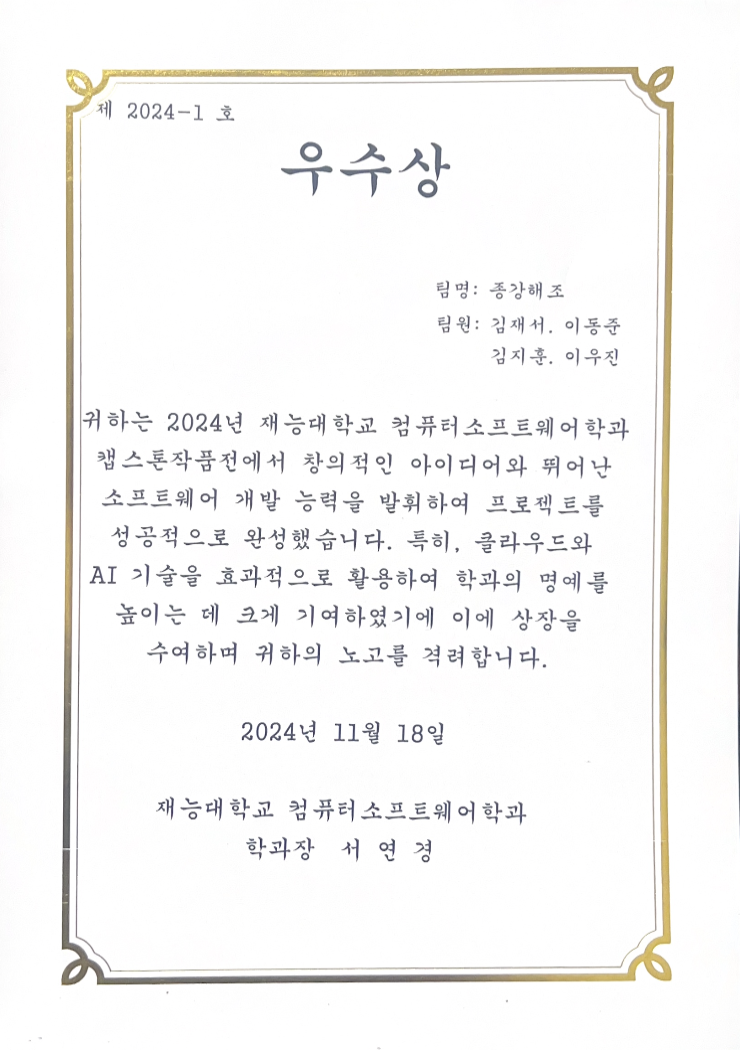 제 2024-1 호
우수상
팀명: 종강해조
팀원: 김재서. 이동준
김지훈. 이우진
귀하는 2024년 재능대학교 컴퓨터소프트웨어학과
캡스톤작품전에서 창의적인 아이디어와 뛰어난
소프트웨어 개발 능력을 발휘하여 프로젝트를
성공적으로 완성했습니다. 특히, 클라우드와
AI 기술을 효과적으로 활용하여 학과의 명예를
높이는 데 크게 기여하였기에 이에 상장을
수여하며 귀하의 노고를 격려합니다.
2024년 11월 18일
재능대학교 컴퓨터소프트웨어학과
학과장 서 연 경